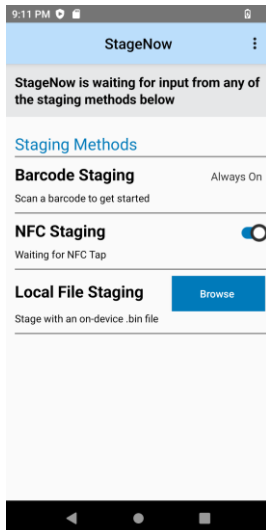 9:11 PM
StageNow
StageNow is waiting for input from any of
the staging methods below
Staging Methods
Barcode Staging
Always On
Scan a barcode to get started
NFC Staging
Waiting for NFC Tap
Local File Staging
Browse
Stage with an on-device .bin file